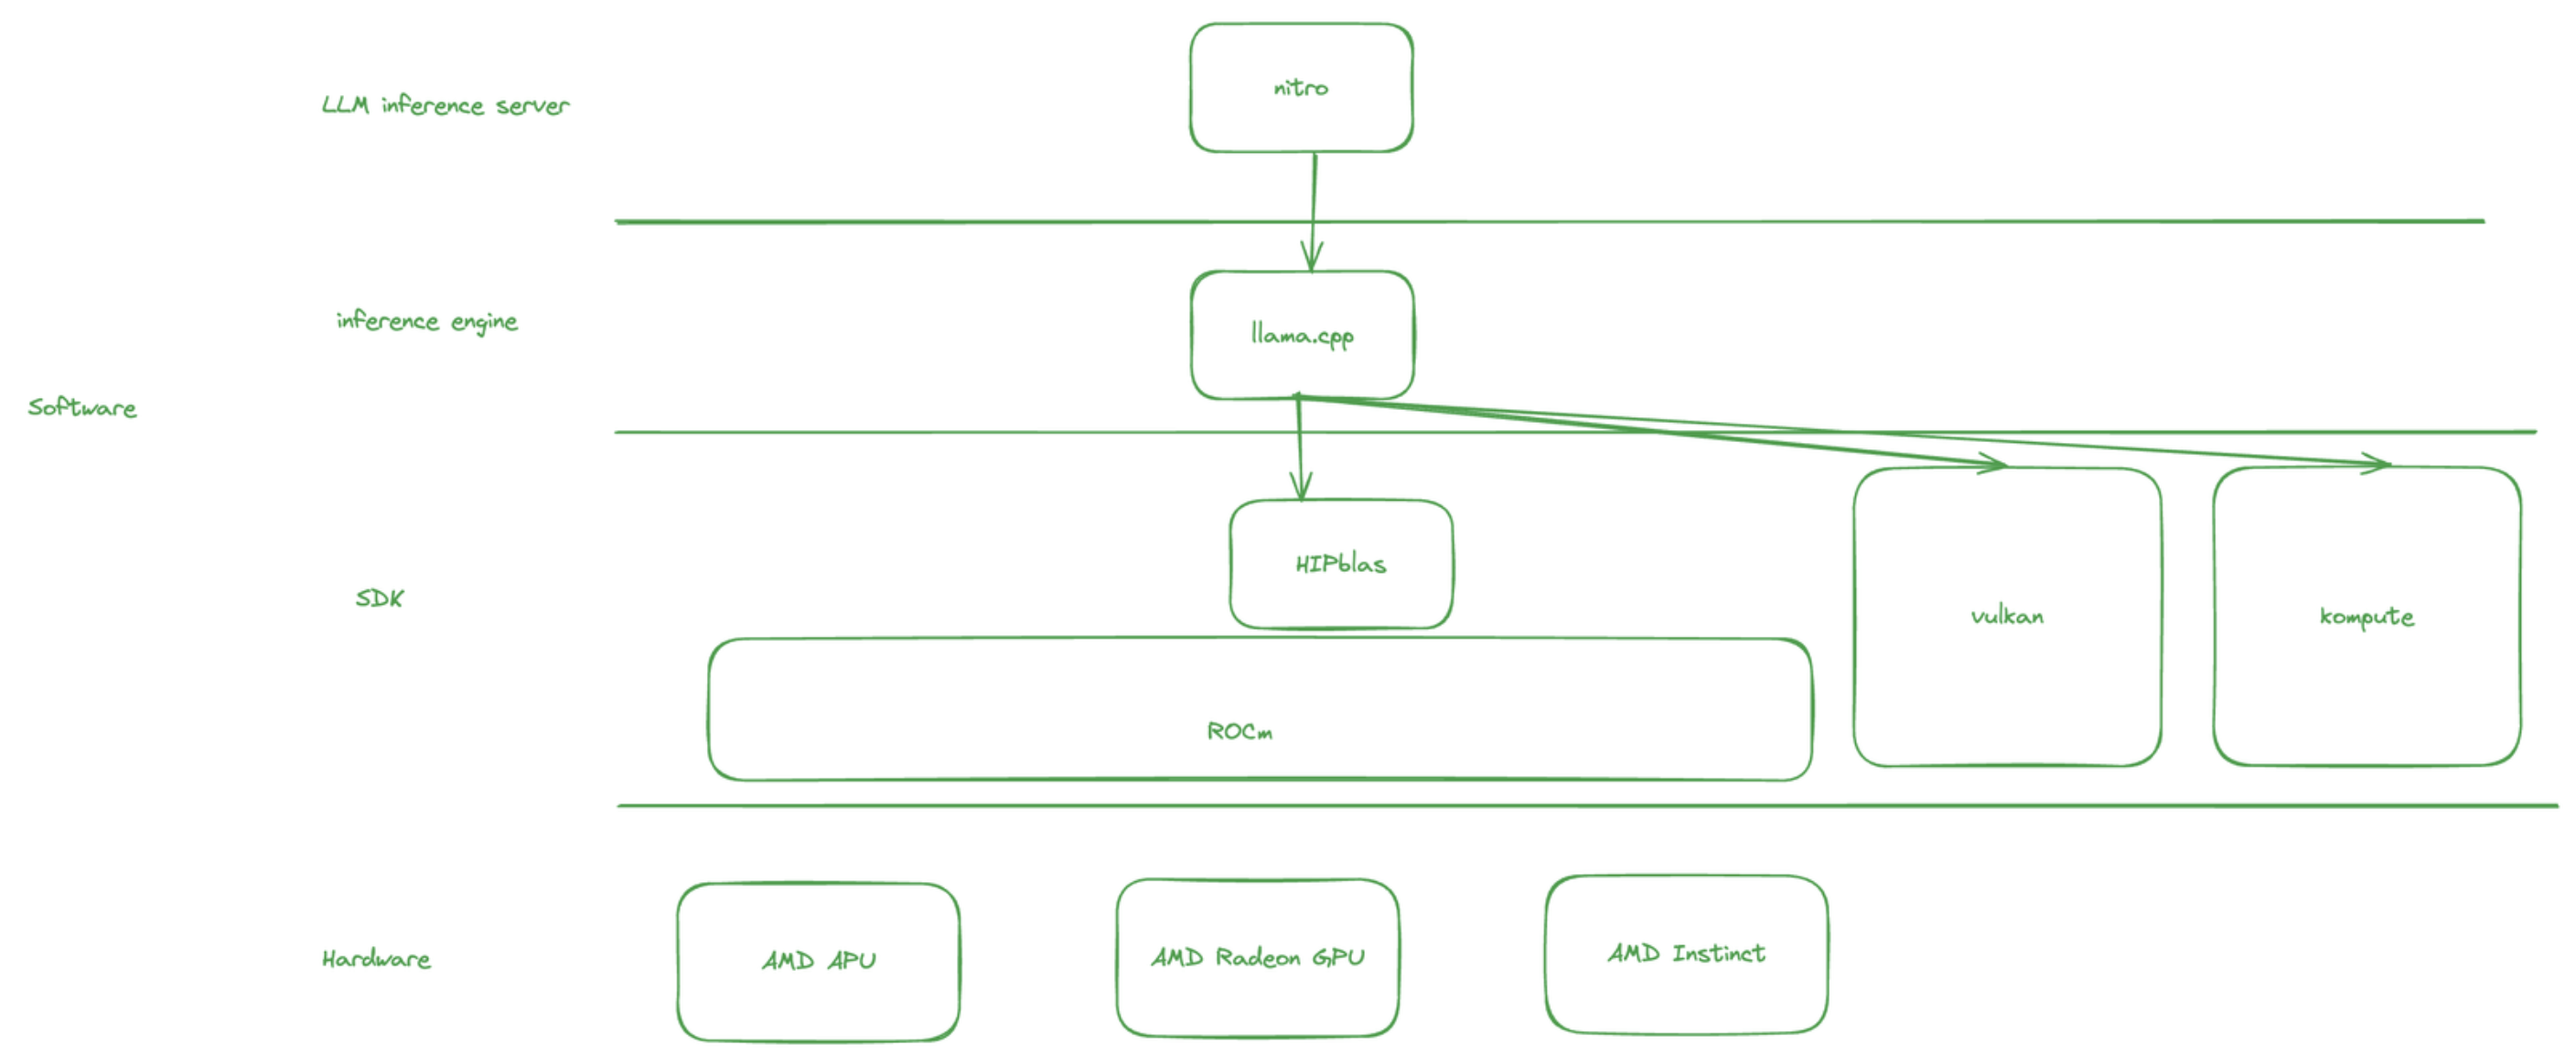 nitro
LLM inference server
inference engine
llama.cpp
Software
HIPblas
SDK
vulkan
kompute
ROCm
Hardware
AMD APU
AMD Radeon GPU
AMD Instinct